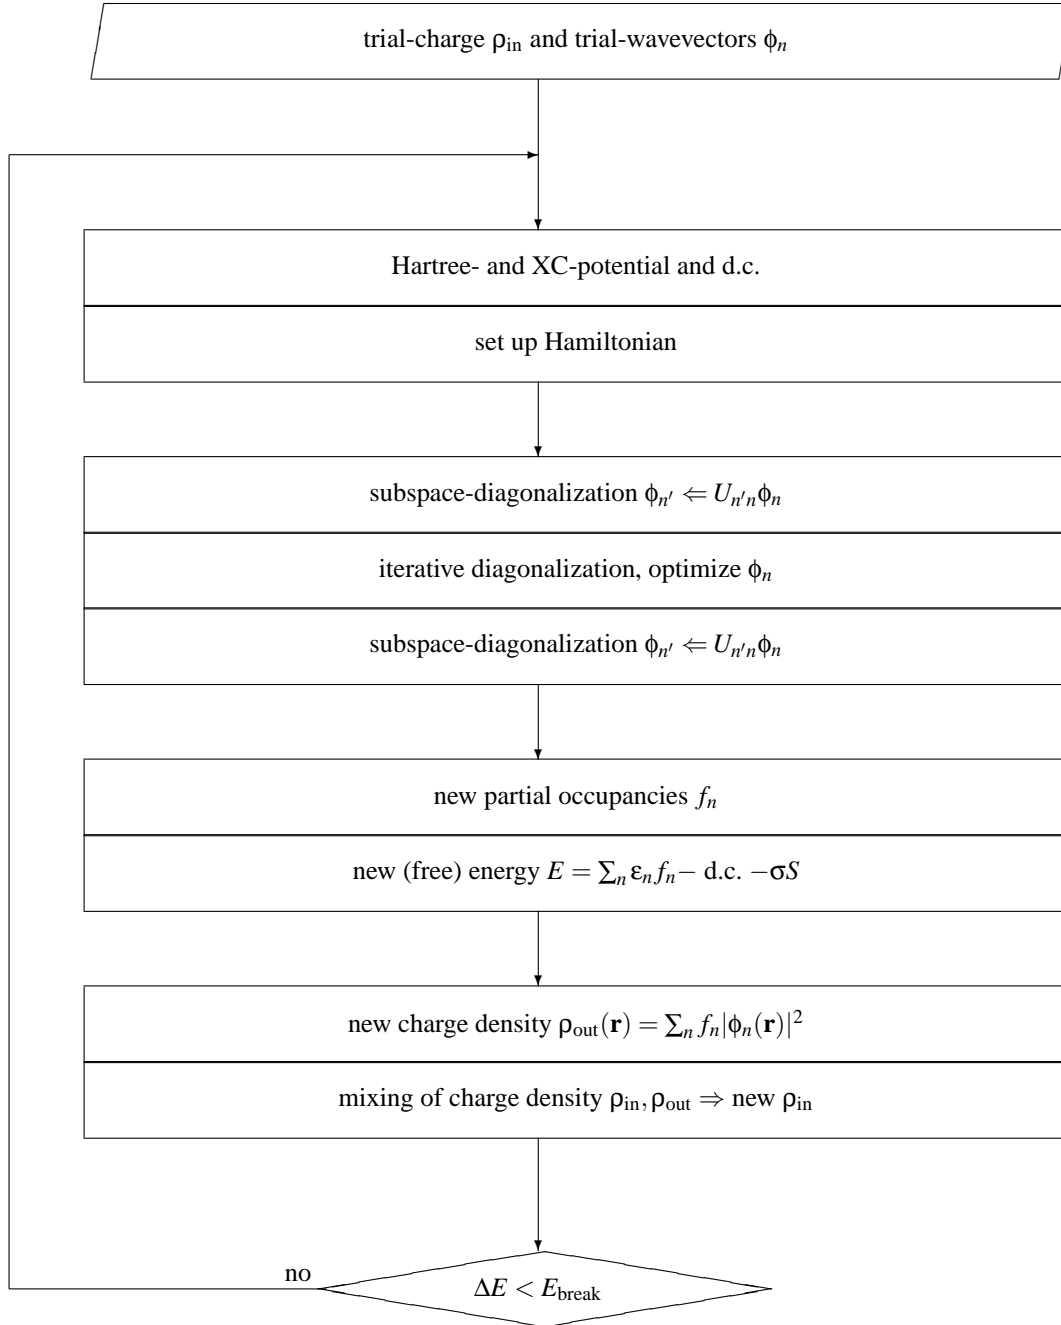 trial-charge ρ_in and trial-wavevectors ϕ_n
Hartree- and XC-potential and d.c.
set up Hamiltonian
subspace-diagonalization ϕ_n′ ⇐ U_n′n ϕ_n
iterative diagonalization, optimize ϕ_n
subspace-diagonalization ϕ_n′ ⇐ U_n′n ϕ_n
new partial occupancies f_n
new (free) energy E = ∑_n ε_n f_n − d.c. −σS
new charge density ρ_out(r) = ∑_n f_n|ϕ_n(r)|²
mixing of charge density ρ_in, ρ_out ⇒ new ρ_in
no
ΔE < E_break